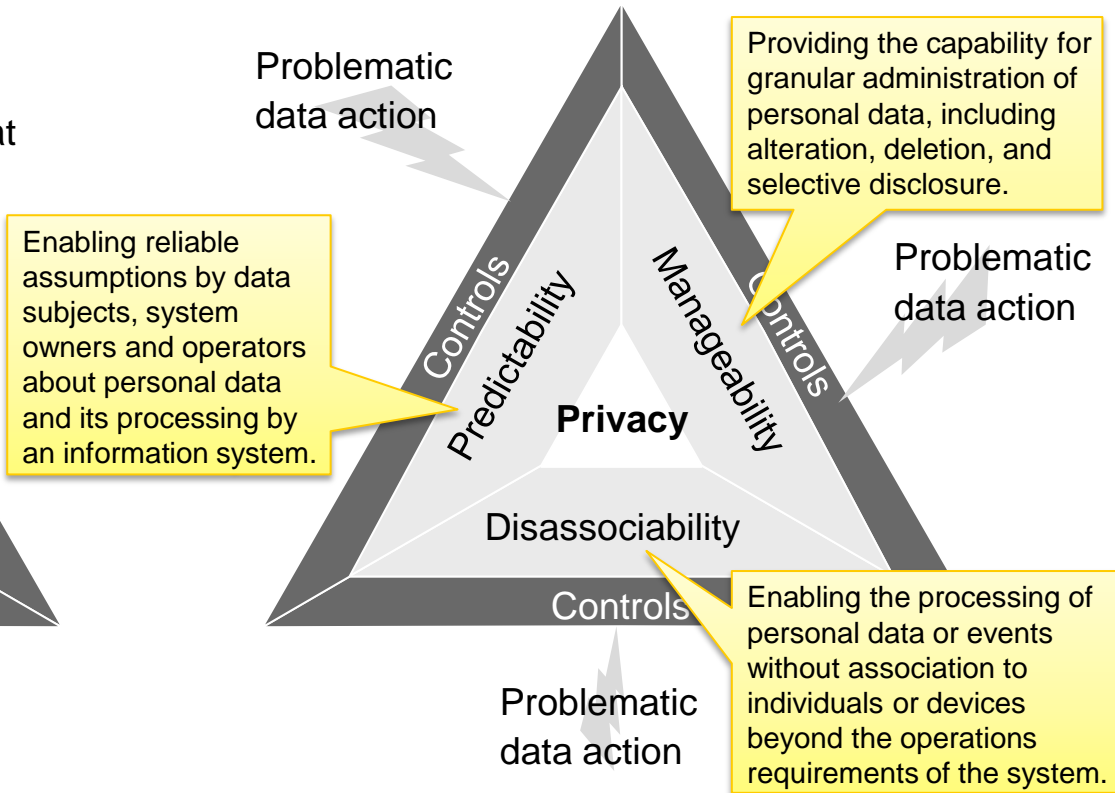 Problematic
data action
Providing the capability for
granular administration of
personal data, including
alteration, deletion, and
selective disclosure.
Enabling reliable
assumptions by data
subjects, system
owners and operators
about personal data
and its processing by
an information system.
Controls
Predictability
Manageability
Controls
Problematic
data action
Privacy
Disassociability
Controls
Enabling the processing of
personal data or events
without association to
individuals or devices
beyond the operations
requirements of the system.
Problematic
data action